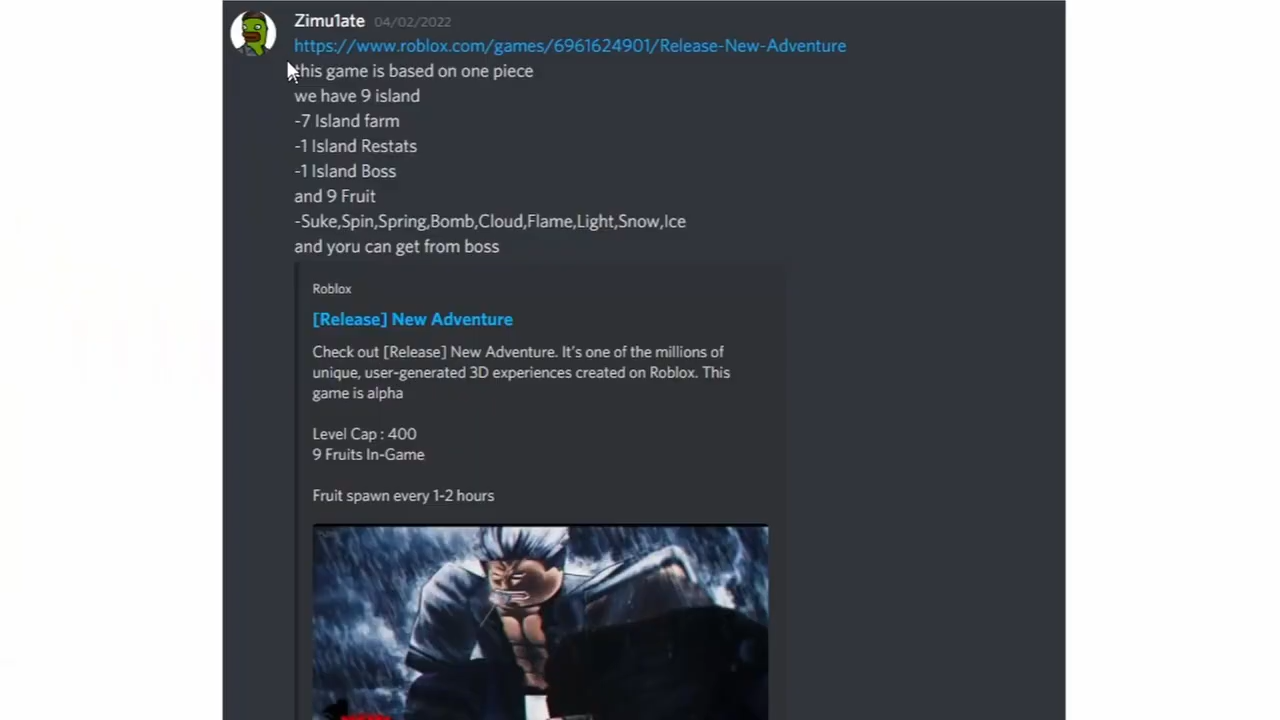 Zimu1ate 04/02/2022
https://www.roblox.com/games/6961624901/Release-New-Adventure
this game is based on one piece
we have 9 island
-7 Island farm
-1 Island Restats
-1 Island Boss
and 9 Fruit
-Suke,Spin,Spring,Bomb,Cloud,Flame,Light,Snow,Ice
and yoru can get from boss
Roblox
[Release] New Adventure
Check out [Release] New Adventure. It's one of the millions of
unique, user-generated 3D experiences created on Roblox. This
game is alpha
Level Cap : 400
9 Fruits In-Game
Fruit spawn every 1-2 hours